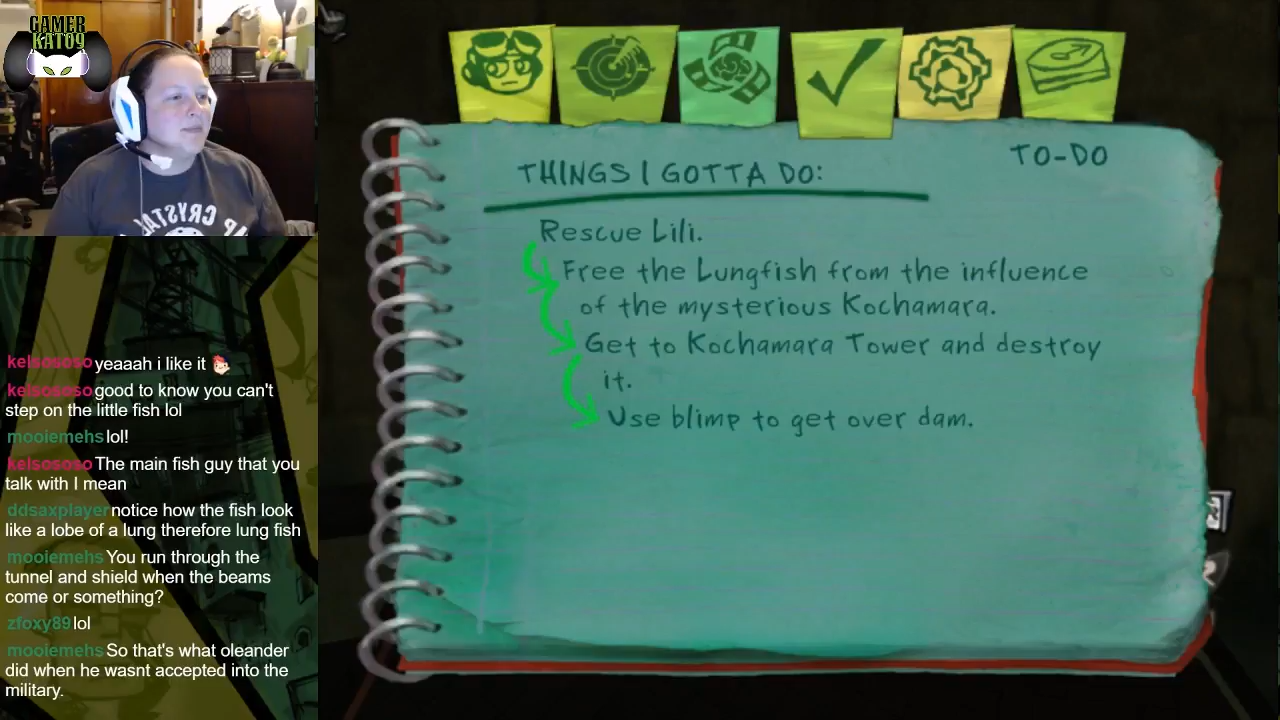 GAMER
KAT09
TO-DO
THINGS I GOTTA DO:
Rescue Lili.
Free the Lungfish from the influence
of the mysterious Kochamara.
Get to Kochamara Tower and destroy
it.
Use blimp to get over dam.
kelsososo yeaaah i like it
kelsososo good to know you can't
step on the little fish lol
mooiemehs lol!
kelsososo The main fish guy that you
talk with I mean
ddsaxplayer notice how the fish look
like a lobe of a lung therefore lung fish
mooiemehs You run through the
tunnel and shield when the beams
come or something?
zfoxy89 lol
mooiemehs So that's what oleander
did when he wasnt accepted into the
military.